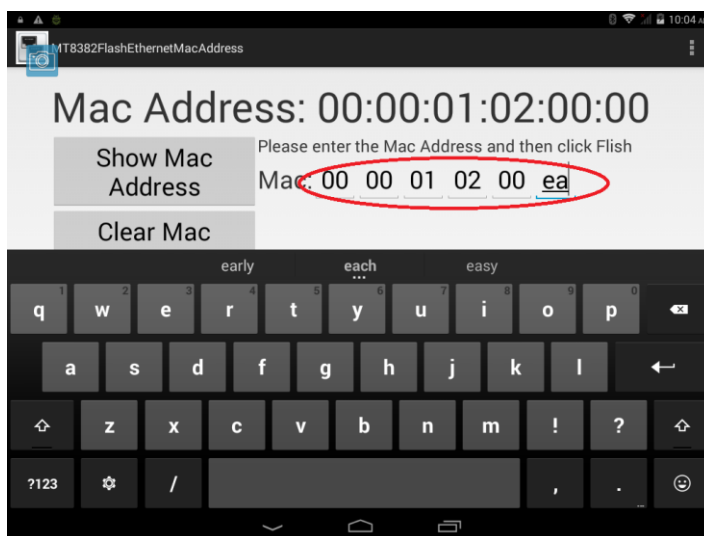 10:04 AM
MT8382FlashEthernetMacAddress
Mac Address: 00:00:01:02:00:00
Please enter the Mac Address and then click Flish
Show Mac
Address
Mac: 00 00 01 02 00 ea
Clear Mac
early each easy
1 2 3 4 5 6 7 8 9 0
q w e r t y u i o p
a s d f g h j k l
z x c v b n m ! ?
?123 / , .